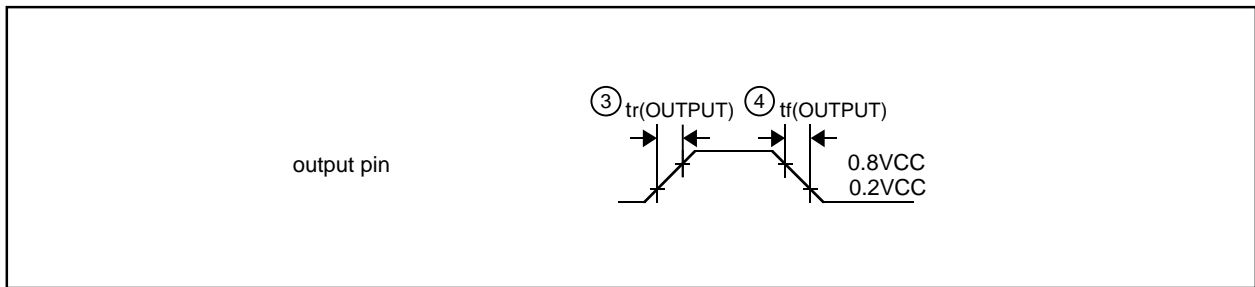 ③ tr(OUTPUT) ④ tf(OUTPUT)
output pin
0.8VCC
0.2VCC